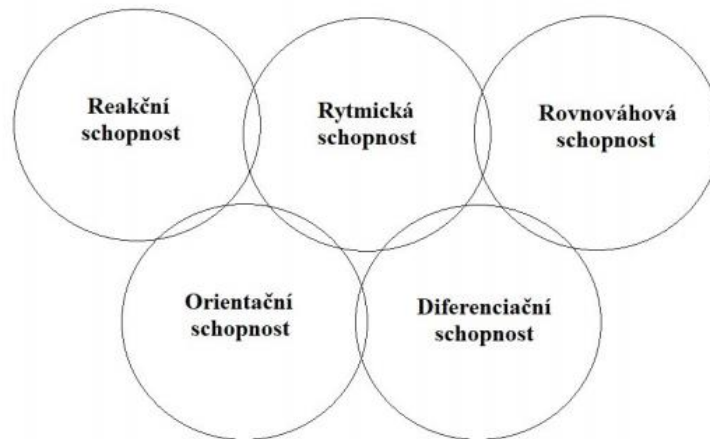 Reakční
schopnost
Rytmická
schopnost
Rovnováhová
schopnost
Orientační
schopnost
Diferenciační
schopnost